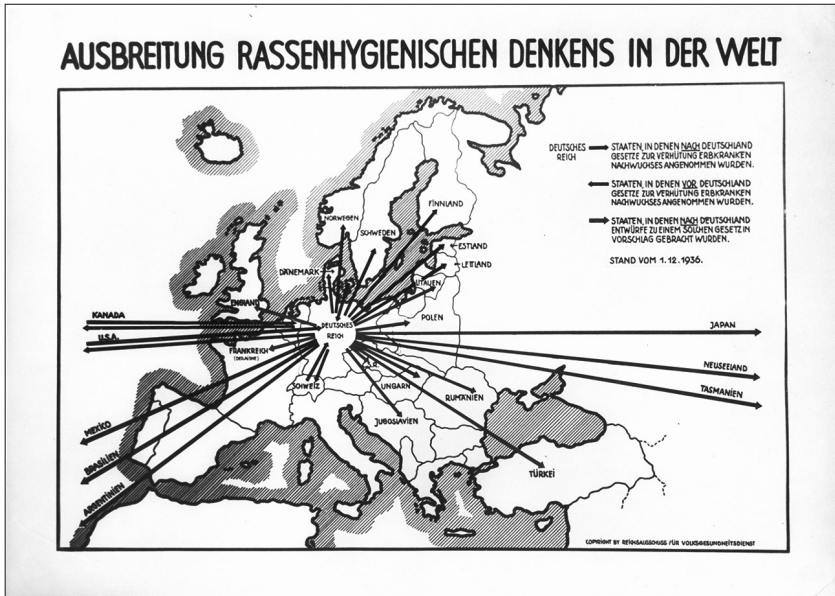 AUSBREITUNG RASSENHYGIENISCHEN DENKENS IN DER WELT
DEUTSCHES
REICH
STAATEN, IN DENEN NACH DEUTSCHLAND
GESETZE ZUR VERHÜTUNG ERBKRANKEN
NACHWUCHSES ANGENOMMEN WURDEN.
STAATEN, IN DENEN VOR DEUTSCHLAND
GESETZE ZUR VERHÜTUNG ERBKRANKEN
NACHWUCHSES ANGENOMMEN WURDEN.
STAATEN, IN DENEN NACH DEUTSCHLAND
ENTWÜRFE ZU EINEM SOLCHEN GESETZ IN
VORSCHLAG GEBRACHT WURDEN.
STAND VOM 1.12.1936.
FINNLAND
NORWEGEN
SCHWEDEN
ESTLAND
LETTLAND
DÄNEMARK
LITAUEN
ENGLAND
KANADA
POLEN
DEUTSCHES
REICH
JAPAN
U.S.A.
FRANKREICH
NEUSEELAND
TASMANIEN
SCHWEIZ
UNGARN
RUMÄNIEN
JUGOSLAVIEN
MEXIKO
BRASILIEN
TÜRKEI
ARGENTINIEN
COPYRIGHT BY REICHSAUSSCHUSS FÜR VOLKSGESUNDHEITSDIENST